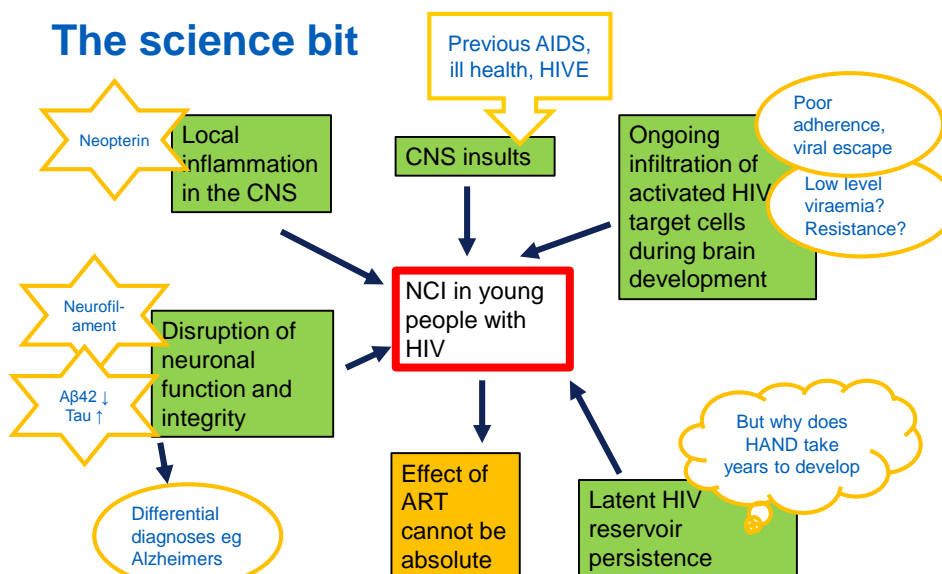 The science bit
Previous AIDS,
ill health, HIVE
Neopterin
Local
inflammation
in the CNS
CNS insults
Ongoing
infiltration of
activated HIV
target cells
during brain
development
Poor
adherence,
viral escape
Low level
viraemia?
Resistance?
NCI in young
people with
HIV
Neurofil-
ament
Aβ42 ↓
Tau ↑
Disruption of
neuronal
function and
integrity
Differential
diagnoses eg
Alzheimers
Effect of
ART
cannot be
absolute
Latent HIV
reservoir
persistence
But why does
HAND take
years to develop